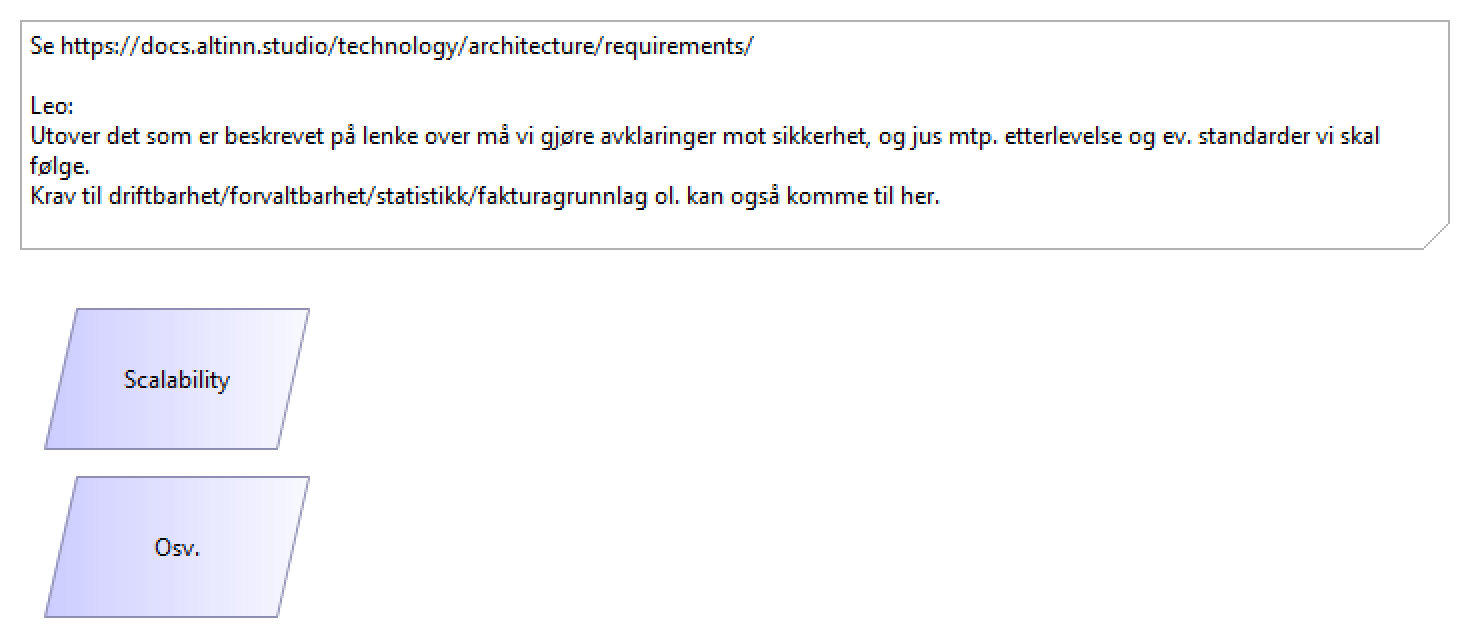 Se https://docs.altinn.studio/technology/architecture/requirements/
Leo:
Utover det som er beskrevet på lenke over må vi gjøre avklaringer mot sikkerhet, og jus mtp. etterlevelse og ev. standarder vi skal
følge.
Krav til driftbarhet/forvaltbarhet/statistikk/fakturagrunnlag ol. kan også komme til her.
Scalability
Osv.